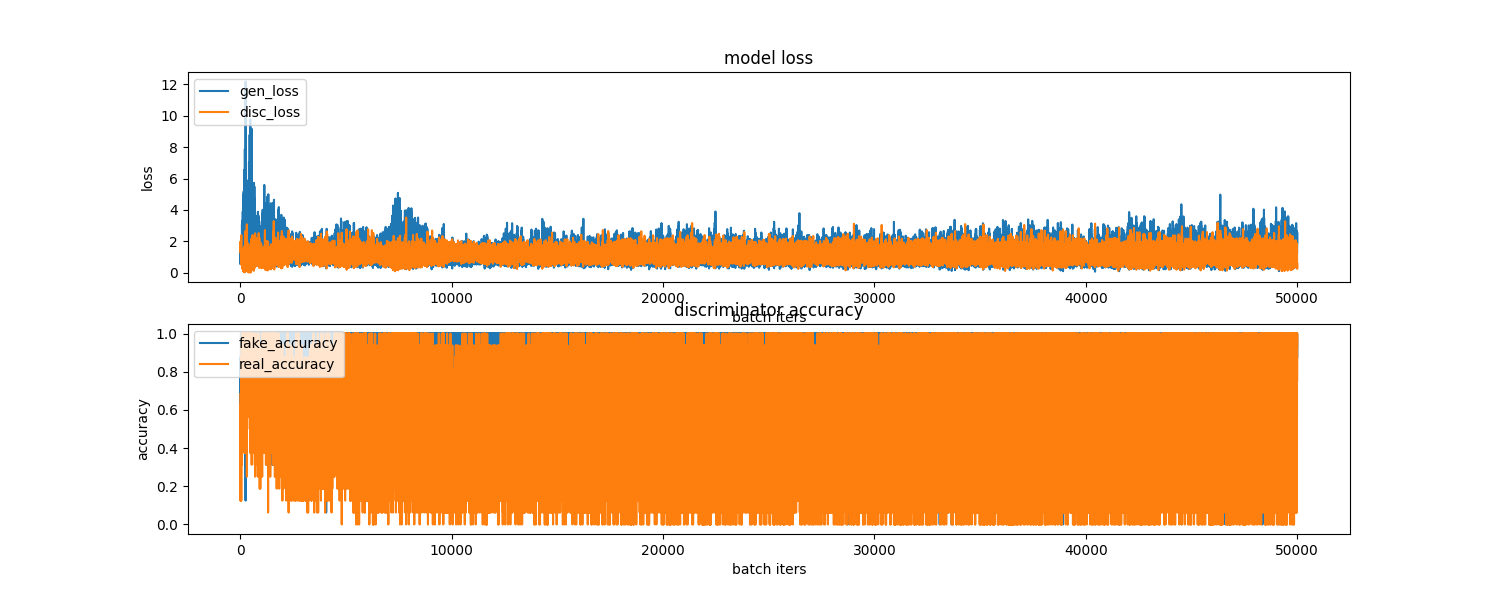 model loss
gen_loss
disc_loss
loss
12
10
8
6
4
2
0
0 10000 20000 30000 40000 50000
batch iters
discriminator accuracy
fake_accuracy
real_accuracy
accuracy
1.0
0.8
0.6
0.4
0.2
0.0
0 10000 20000 30000 40000 50000
batch iters